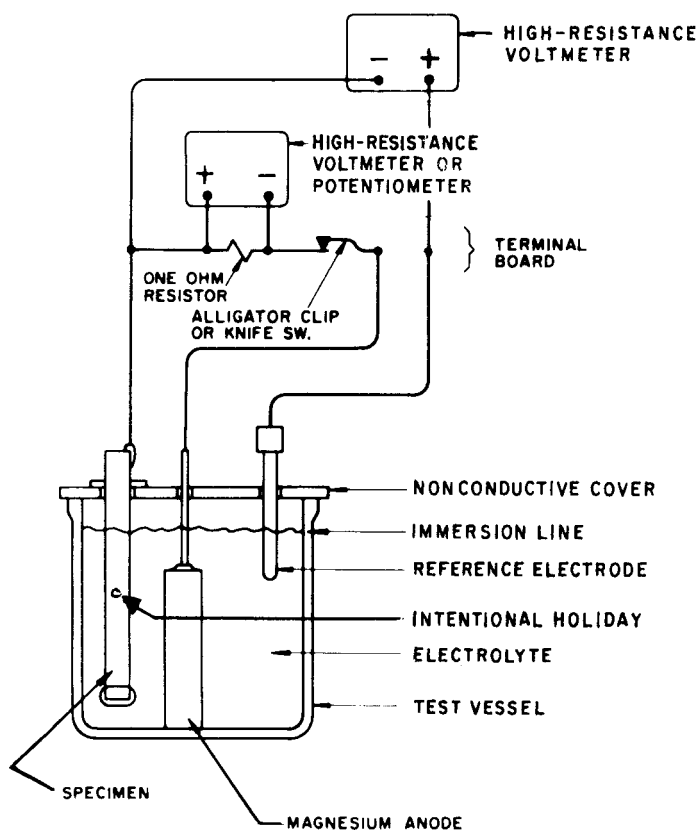 HIGH-RESISTANCE
VOLTMETER
- +
HIGH-RESISTANCE
VOLTMETER OR
POTENTIOMETER
+ -
TERMINAL
BOARD
ONE OHM
RESISTOR
ALLIGATOR CLIP
OR KNIFE SW.
NONCONDUCTIVE COVER
IMMERSION LINE
REFERENCE ELECTRODE
INTENTIONAL HOLIDAY
ELECTROLYTE
TEST VESSEL
SPECIMEN
MAGNESIUM ANODE